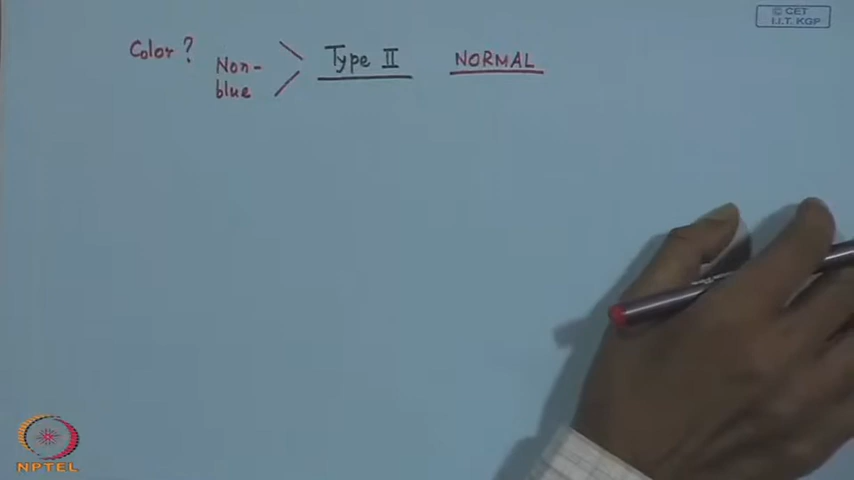 © CET
I.I.T. KGP
Color ?
Non-
blue
Type II
NORMAL
NPTEL